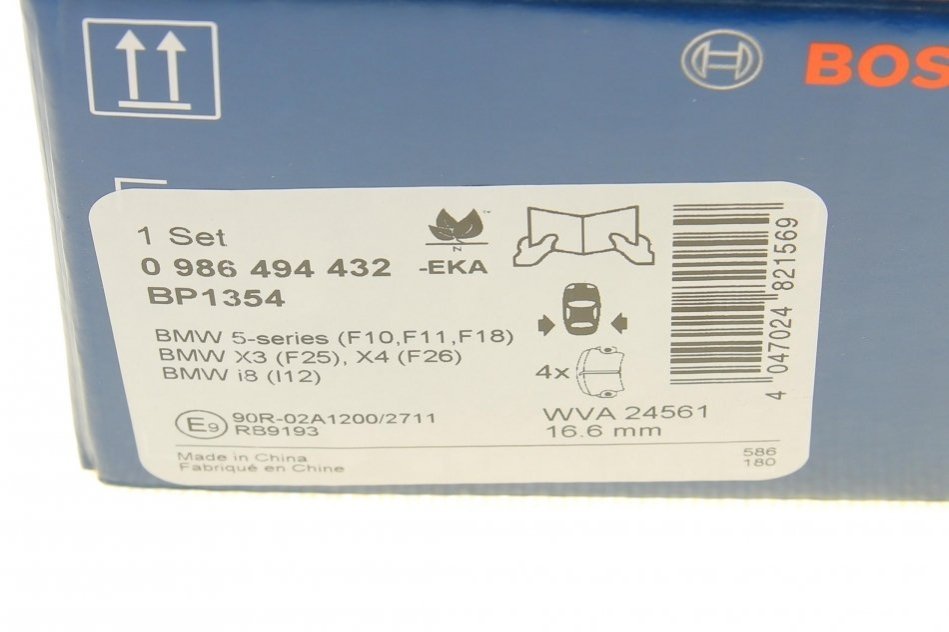 BOS
1 Set
0 986 494 432 -EKA
BP1354
BMW 5-series (F10,F11,F18)
BMW X3 (F25), X4 (F26)
BMW i8 (I12)
4x
E9 90R-02A1200/2711
RB9193
WVA 24561
16.6 mm
Made in China
Fabriqué en Chine
586
180
4 047024 821569
N